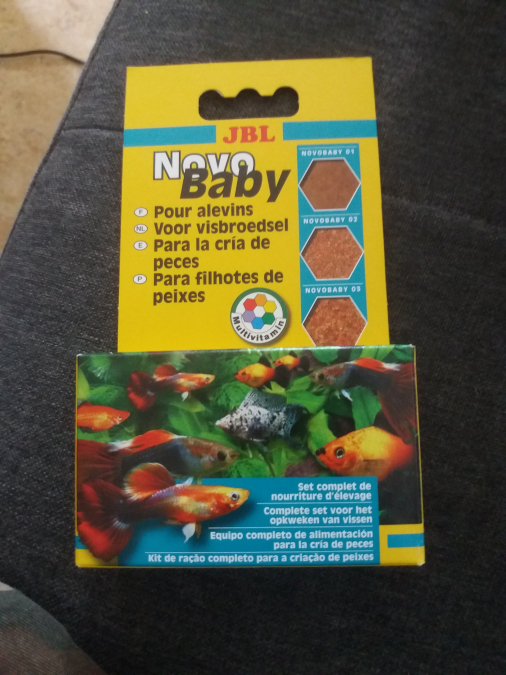 JBL
Novo
Baby
F Pour alevins
NL Voor visbroedsel
E Para la cría de
peces
P Para filhotes de
peixes
Multivitamin
NOVOBABY 01
NOVOBABY 02
NOVOBABY 03
Set complet de
nourriture d'élevage
Complete set voor het
opkweken van vissen
Equipo completo de alimentación
para la cría de peces
Kit de ração completo para a criação de peixes